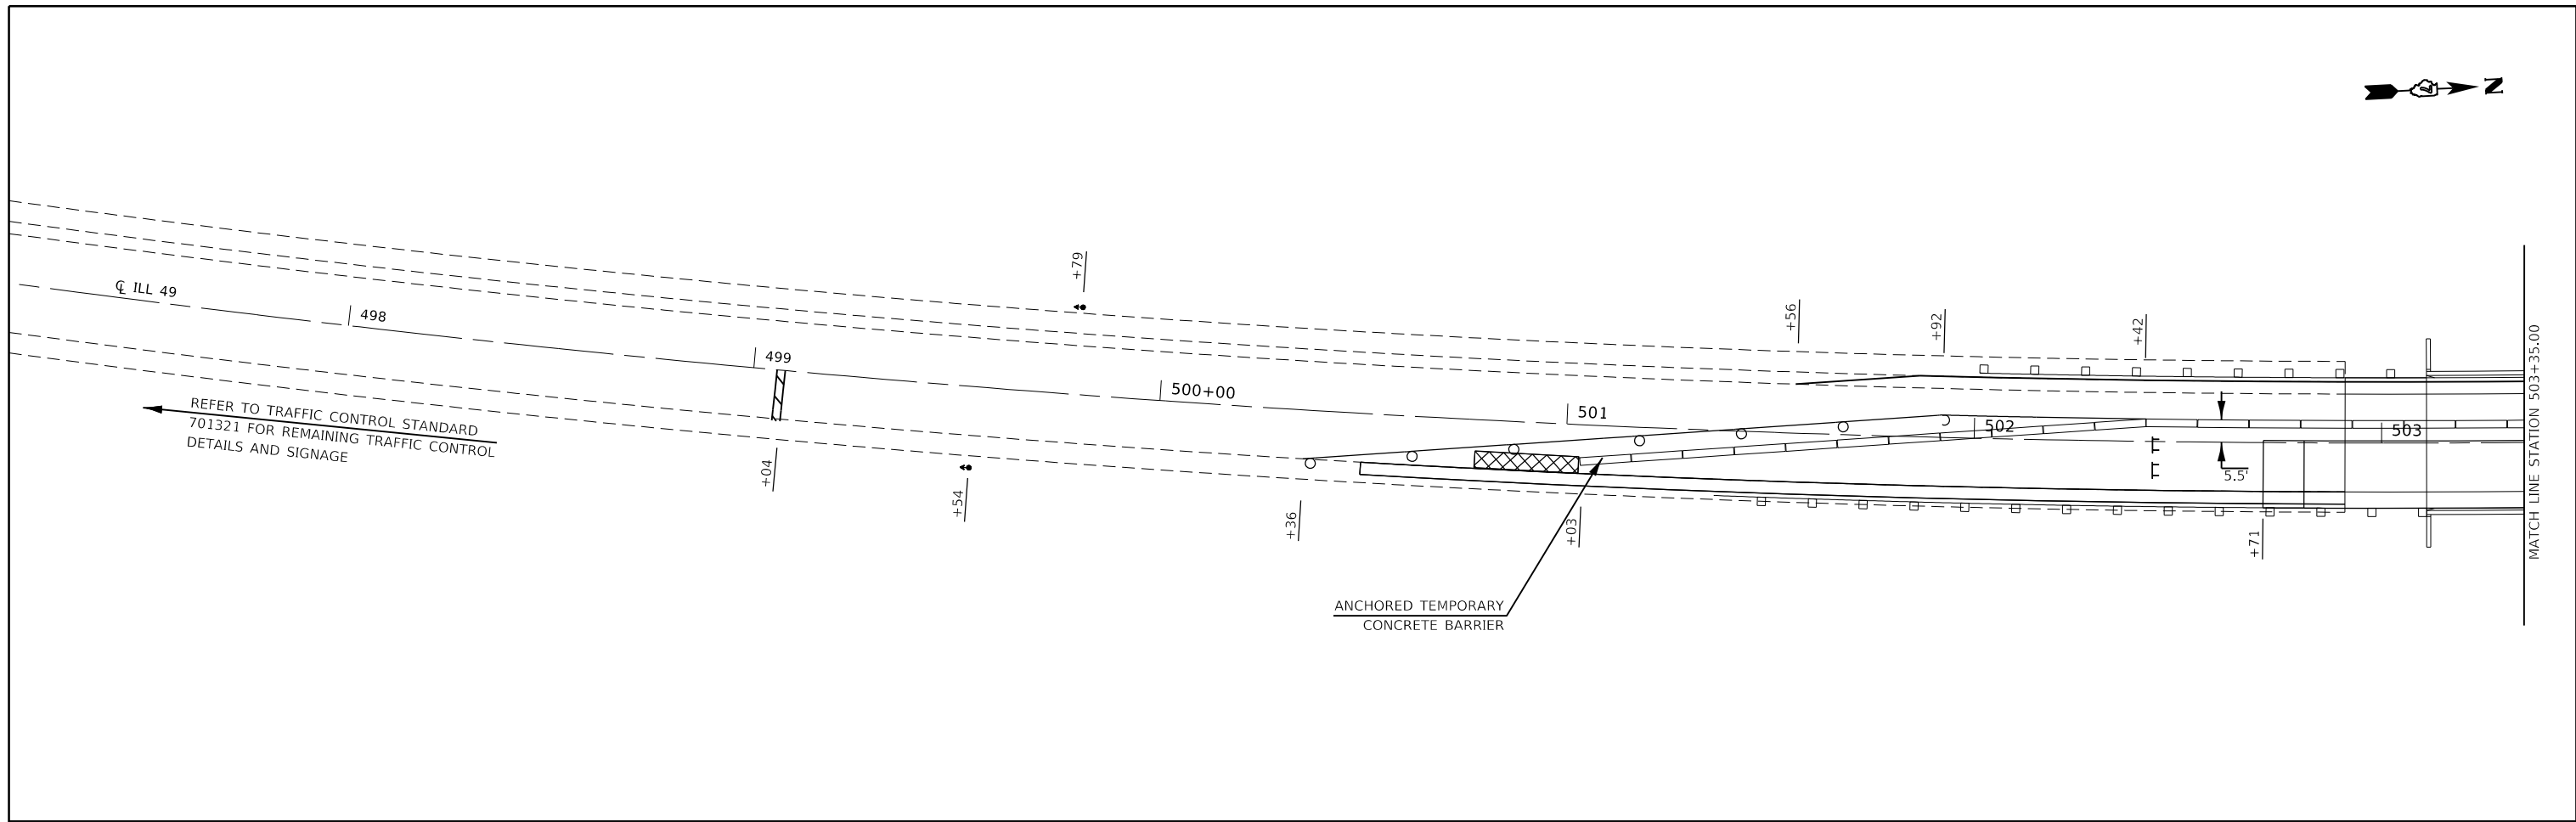 N
+79
+56
+92
+42
℄ ILL 49
498
499
500+00
501
502
503
REFER TO TRAFFIC CONTROL STANDARD
701321 FOR REMAINING TRAFFIC CONTROL
DETAILS AND SIGNAGE
+04
+54
+36
+03
+71
5.5'
ANCHORED TEMPORARY
CONCRETE BARRIER
MATCH LINE STATION 503+35.00